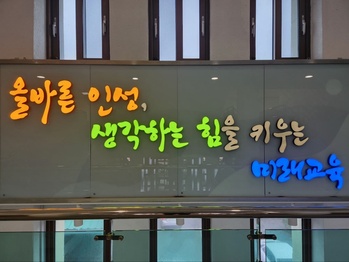 올바른 인성,
생각하는 힘을 키우는
미래교육